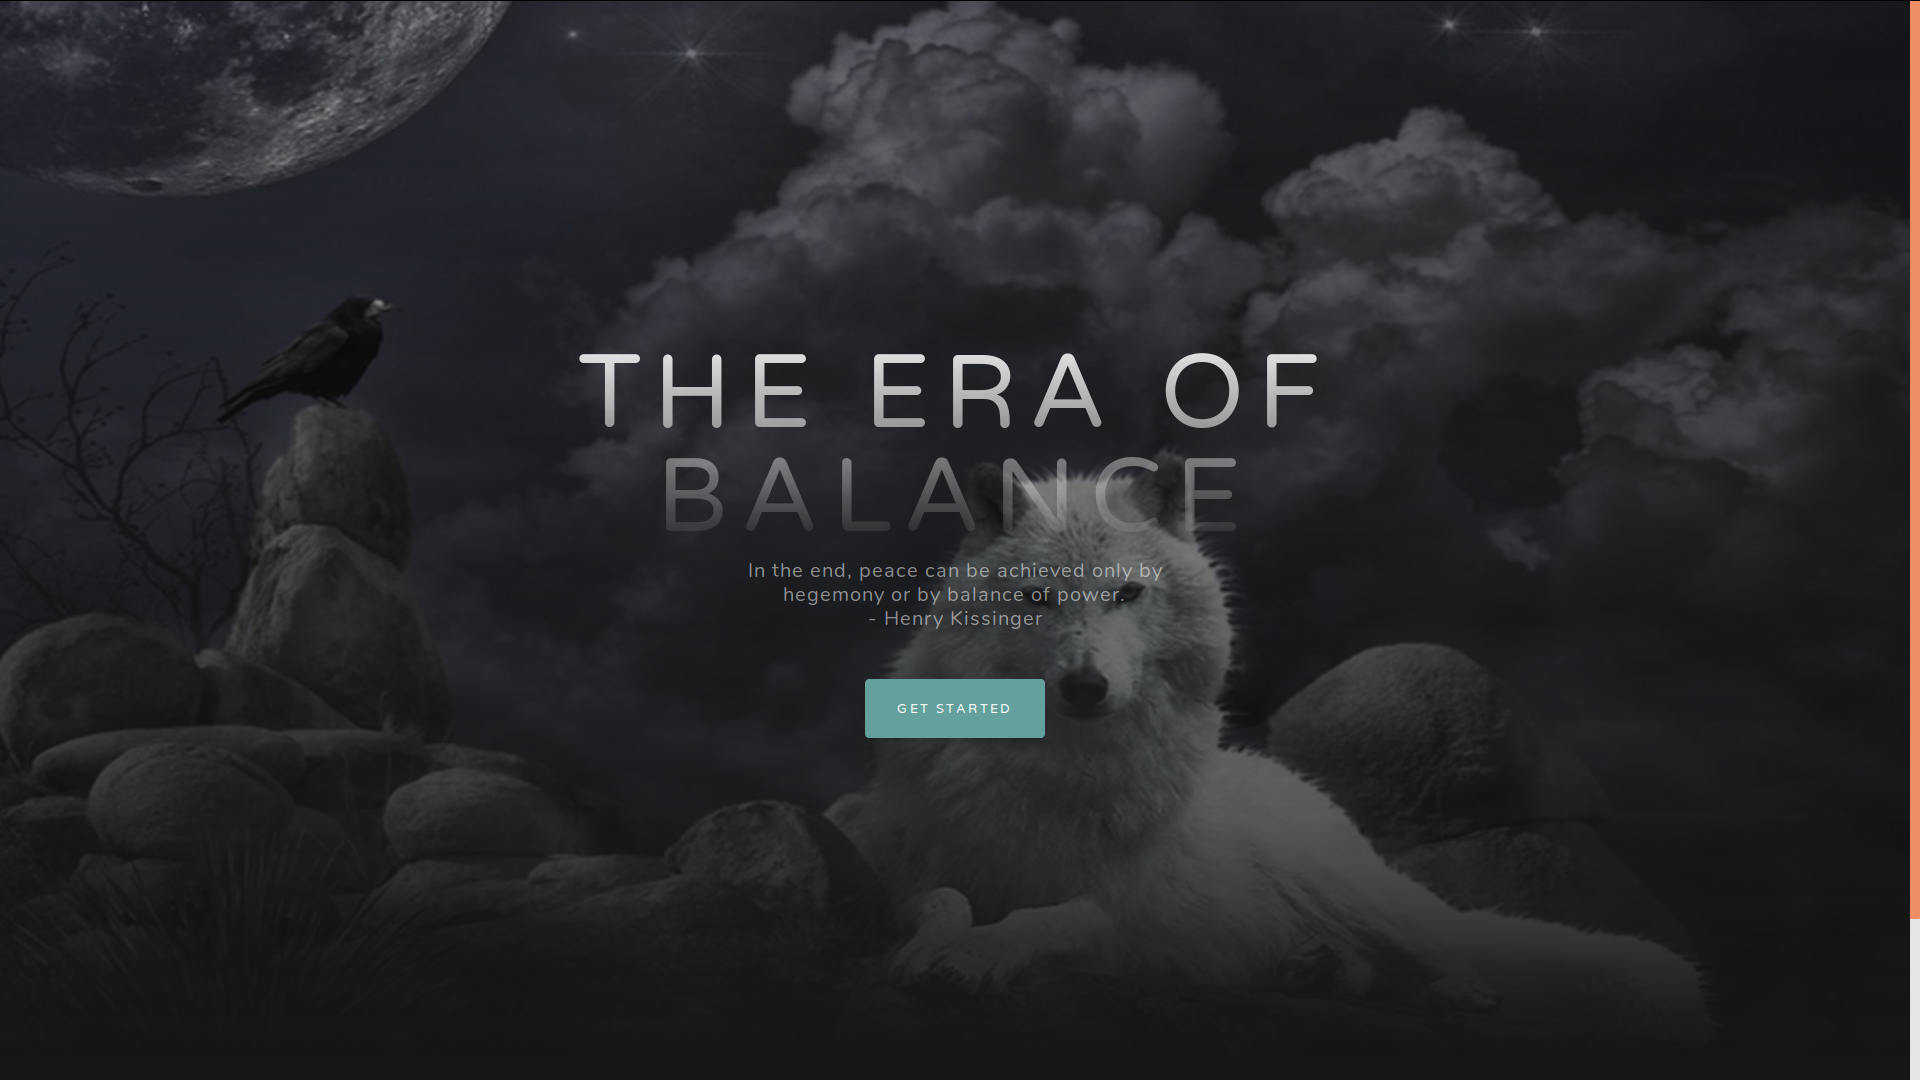 THE ERA OF
BALANCE
In the end, peace can be achieved only by
hegemony or by balance of power.
- Henry Kissinger
GET STARTED